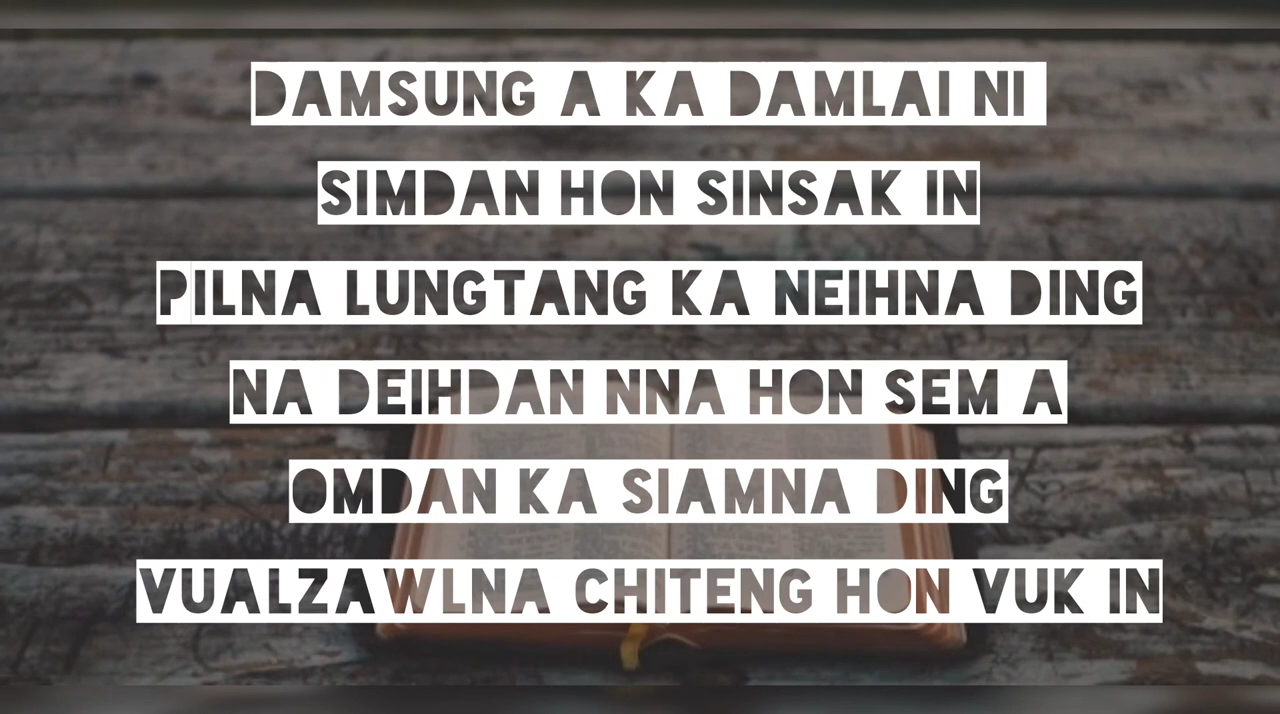 DAMSUNG A KA DAMLAI NI
SIMDAN HON SINSAK IN
PILNA LUNGTANG KA NEIHNA DING
NA DEIHDAN NNA HON SEM A
OMDAN KA SIAMNA DING
VUALZAWLNA CHITENG HON VUK IN